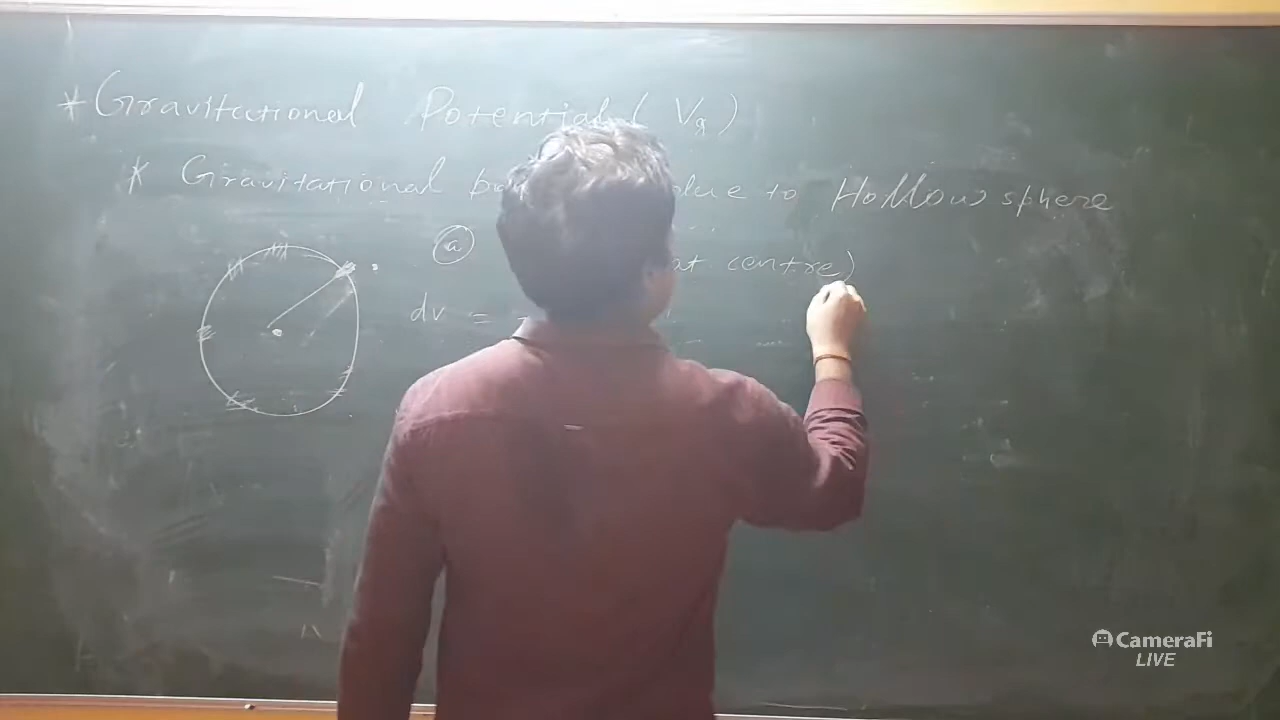 * Gravitational Potential ( Vg )
* Gravitational due to Hollow sphere
(a) at centre)
dv = -
CameraFi
LIVE